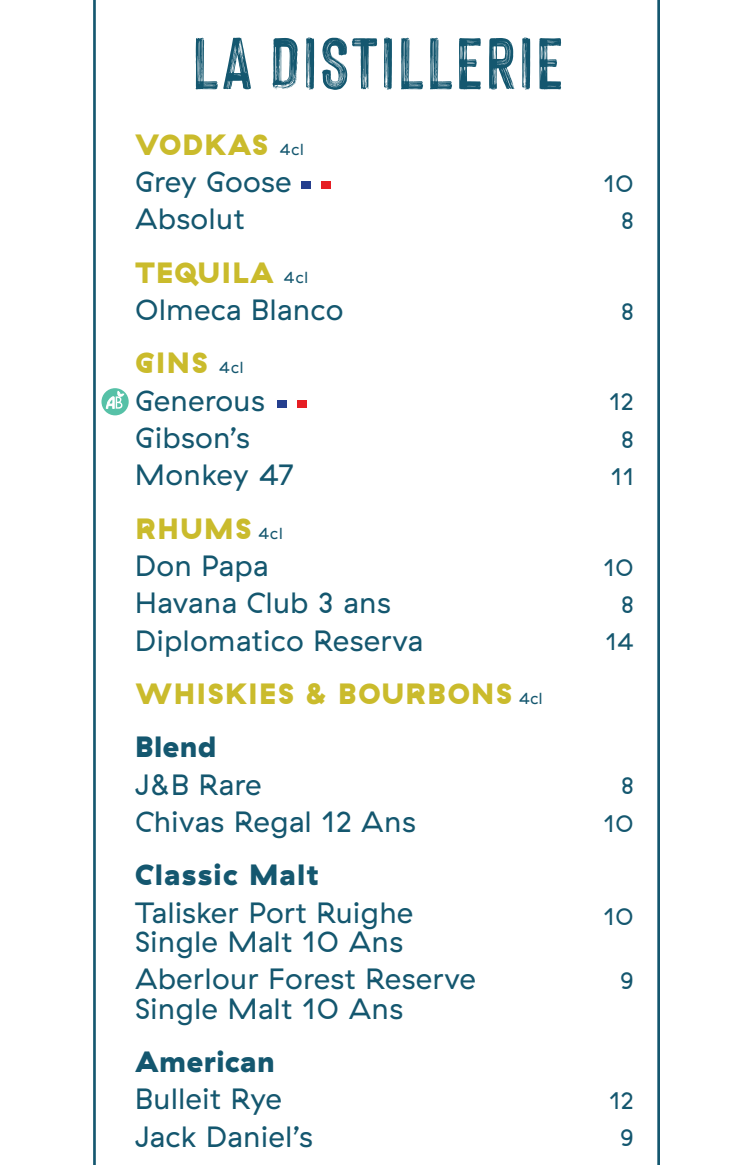 LA DISTILLERIE
VODKAS 4cl
Grey Goose 10
Absolut 8
TEQUILA 4cl
Olmeca Blanco 8
GINS 4cl
AB Generous 12
Gibson's 8
Monkey 47 11
RHUMS 4cl
Don Papa 10
Havana Club 3 ans 8
Diplomatico Reserva 14
WHISKIES & BOURBONS 4cl
Blend
J&B Rare 8
Chivas Regal 12 Ans 10
Classic Malt
Talisker Port Ruighe 10
Single Malt 10 Ans
Aberlour Forest Reserve 9
Single Malt 10 Ans
American
Bulleit Rye 12
Jack Daniel's 9